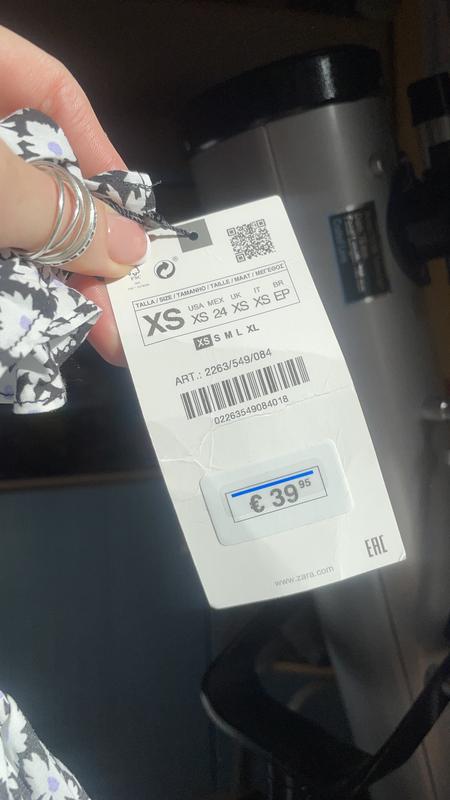 FSC
TALLA / SIZE / TAMANHO / TAILLE / MAAT / ΜΕΓΕΘΟΣ
XS
USA MEX UK IT BR
XS 24 XS XS EP
XS S M L XL
ART.: 2263/549/084
02263549084018
€ 39 95
EAC
www.zara.com